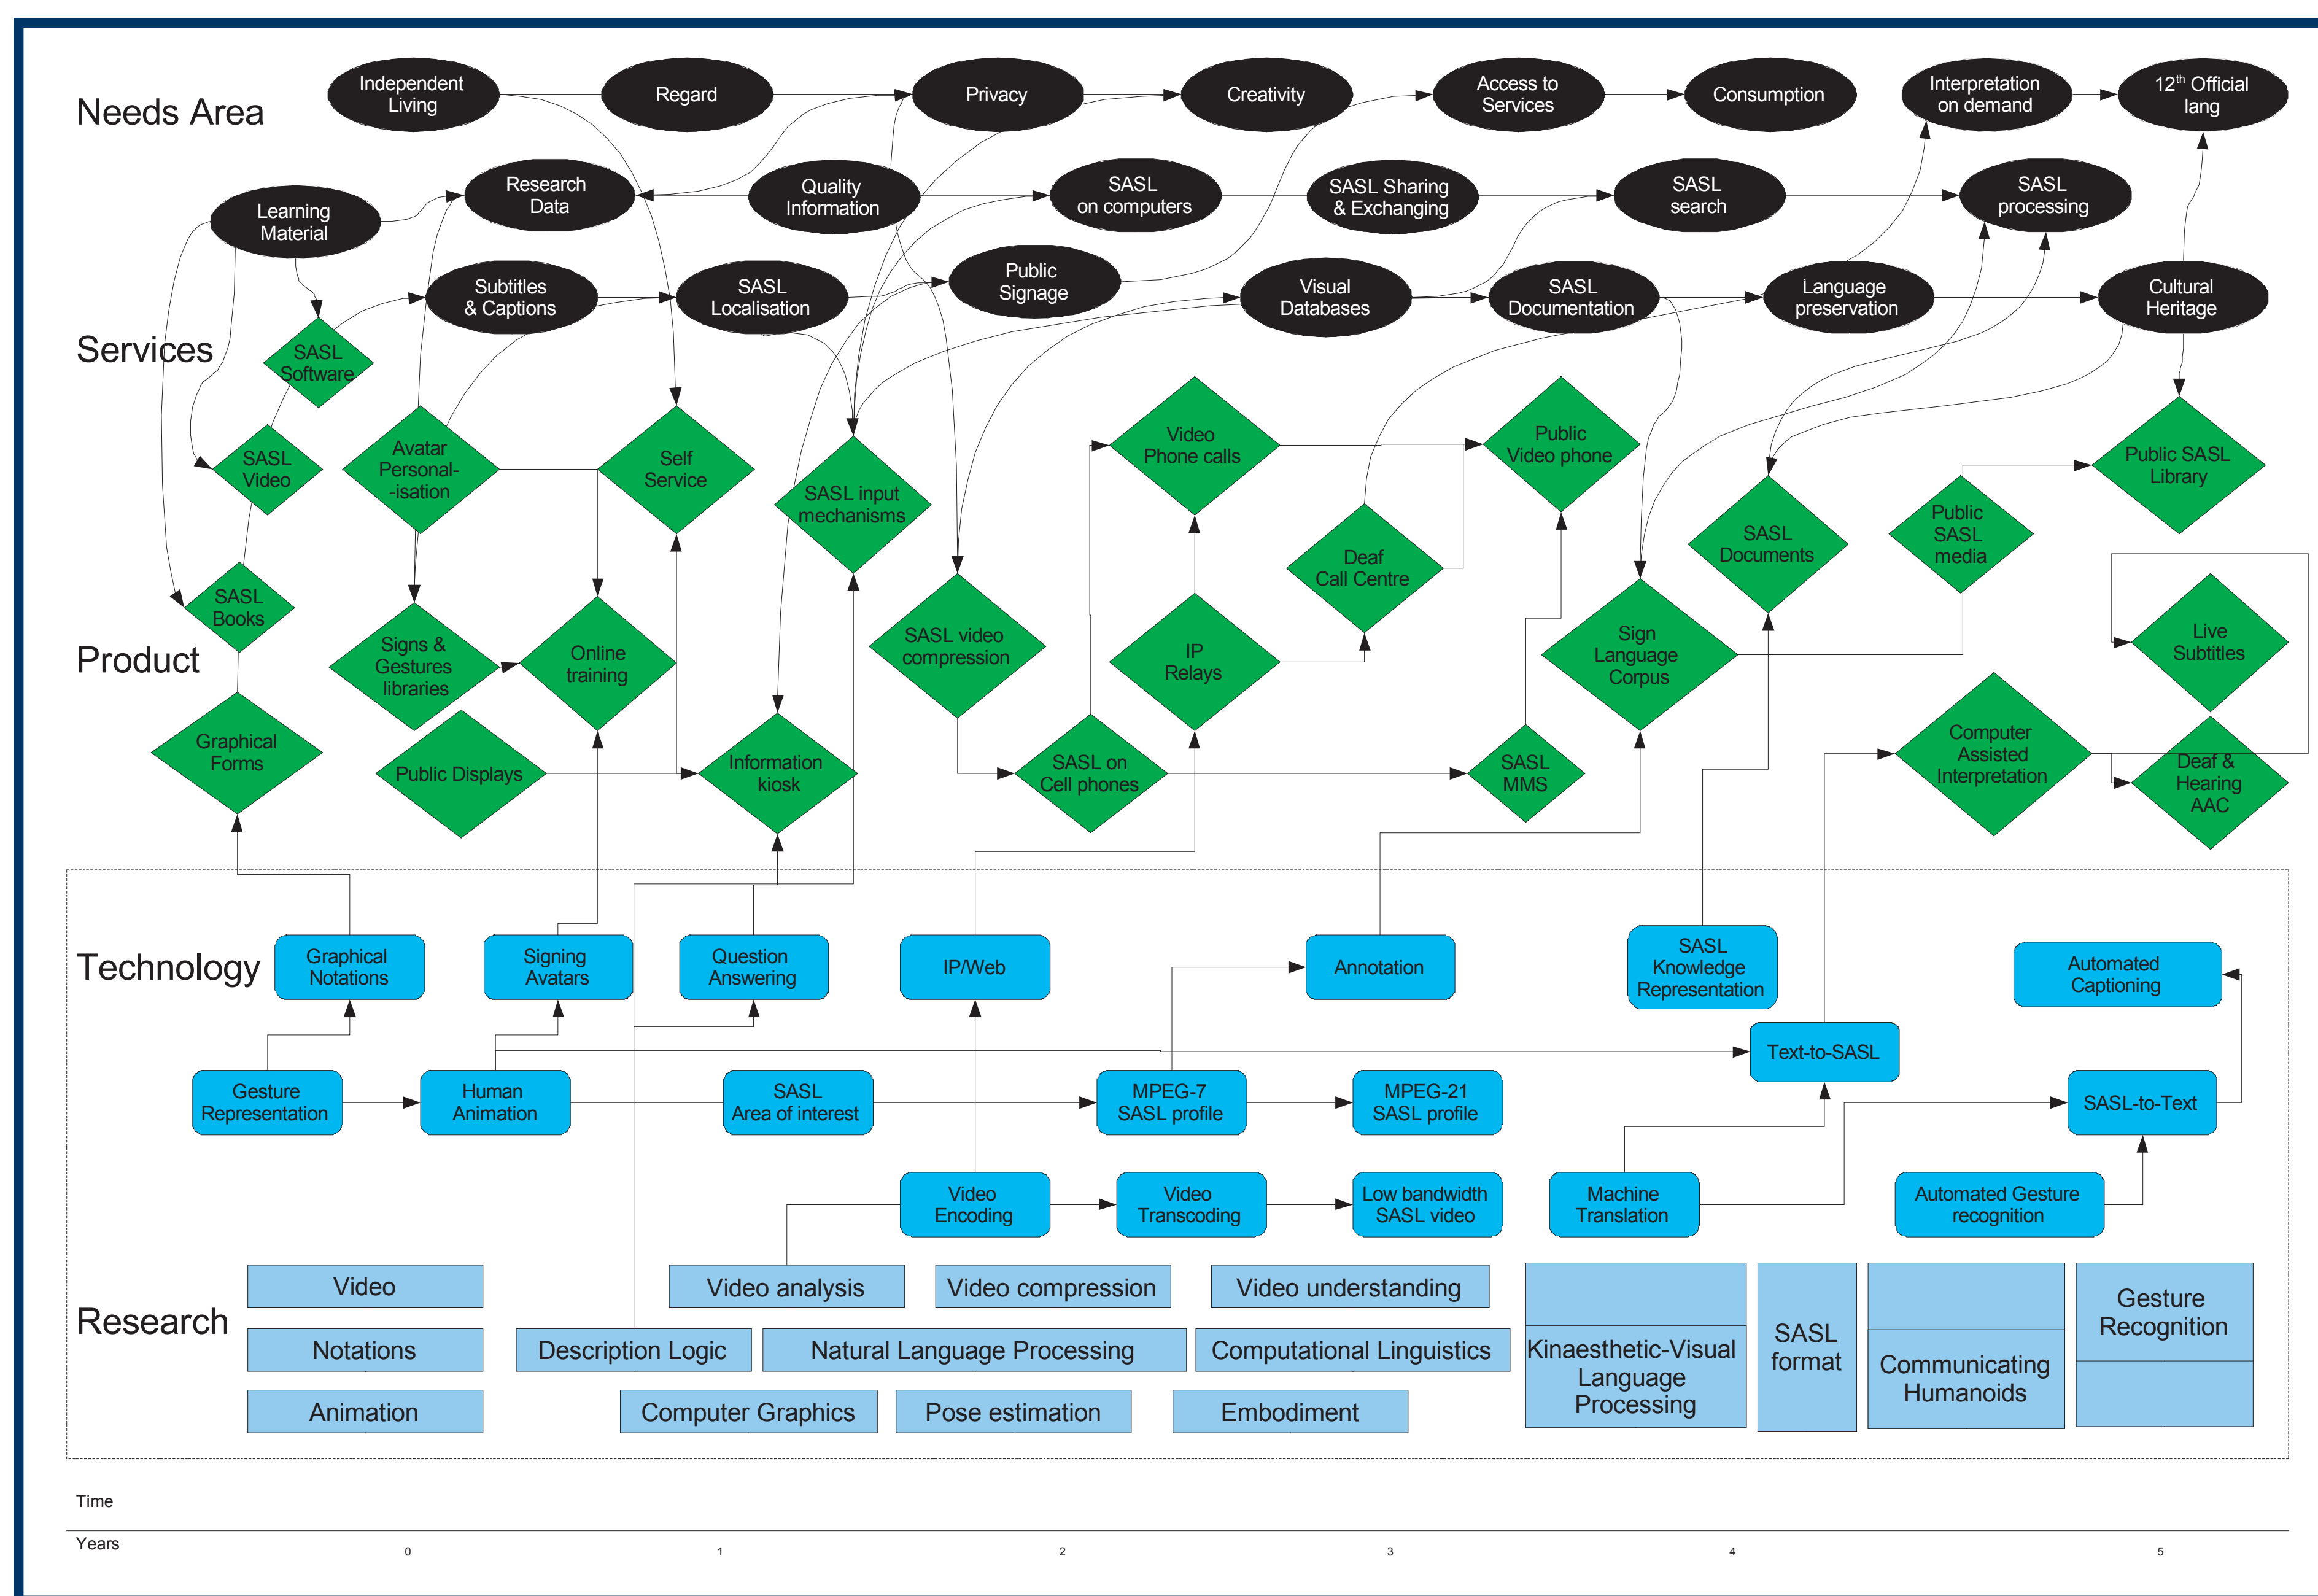 Needs Area
Independent
Living
Regard
Privacy
Creativity
Access to
Services
Consumption
Interpretation
on demand
12th Official
lang
Learning
Material
Research
Data
Quality
Information
SASL
on computers
SASL Sharing
& Exchanging
SASL
search
SASL
processing
Subtitles
& Captions
SASL
Localisation
Public
Signage
Visual
Databases
SASL
Documentation
Language
preservation
Cultural
Heritage
Services
SASL
Software
SASL
Video
Avatar
Personal-
-isation
Self
Service
SASL input
mechanisms
Video
Phone calls
Public
Video phone
Public SASL
Library
Deaf
Call Centre
SASL
Documents
Public
SASL
media
Product
SASL
Books
Signs &
Gestures
libraries
Online
training
SASL video
compression
IP
Relays
Sign
Language
Corpus
Live
Subtitles
Graphical
Forms
Public Displays
Information
kiosk
SASL on
Cell phones
SASL
MMS
Computer
Assisted
Interpretation
Deaf &
Hearing
AAC
Technology
Graphical
Notations
Signing
Avatars
Question
Answering
IP/Web
Annotation
SASL
Knowledge
Representation
Automated
Captioning
Text-to-SASL
Gesture
Representation
Human
Animation
SASL
Area of interest
MPEG-7
SASL profile
MPEG-21
SASL profile
SASL-to-Text
Video
Encoding
Video
Transcoding
Low bandwidth
SASL video
Machine
Translation
Automated Gesture
recognition
Research
Video
Video analysis
Video compression
Video understanding
Notations
Description Logic
Natural Language Processing
Computational Linguistics
Animation
Computer Graphics
Pose estimation
Embodiment
Kinaesthetic-Visual
Language
Processing
SASL
format
Communicating
Humanoids
Gesture
Recognition
Time
Years
0 1 2 3 4 5